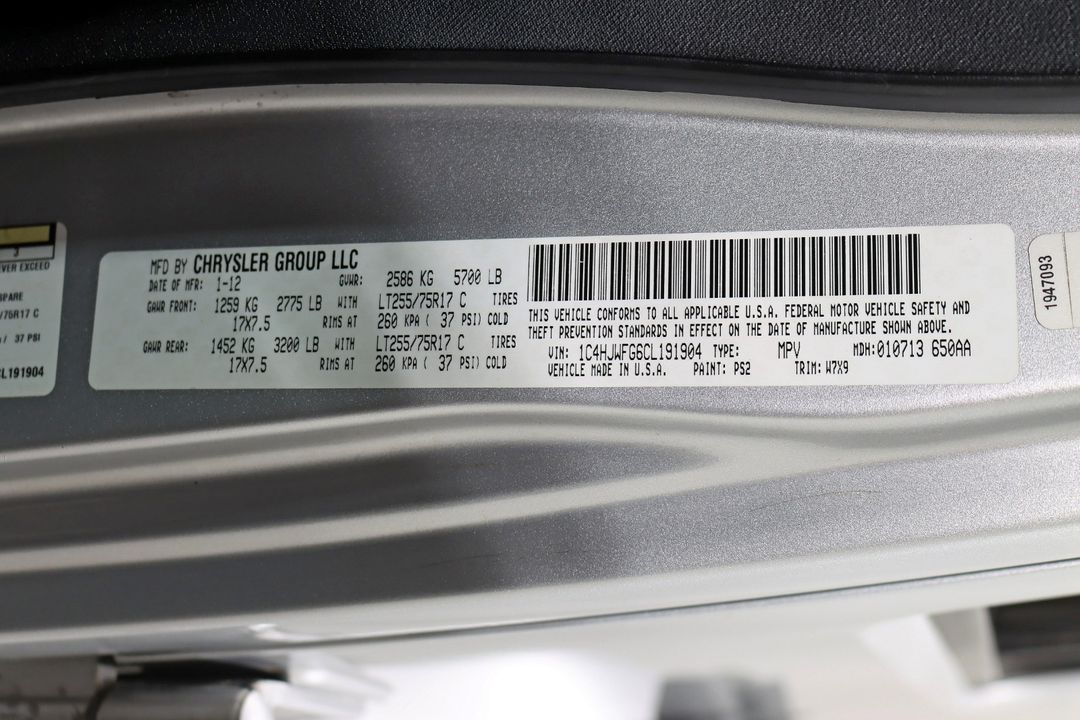 3
VER EXCEED
SPARE
/75R17 C
/ 37 PSI
CL191904
MFD BY CHRYSLER GROUP LLC
DATE OF MFR: 1-12 GVWR: 2586 KG 5700 LB
GAWR FRONT: 1259 KG 2775 LB WITH LT255/75R17 C TIRES
17X7.5 RIMS AT 260 KPA ( 37 PSI) COLD
GAWR REAR: 1452 KG 3200 LB WITH LT255/75R17 C TIRES
17X7.5 RIMS AT 260 KPA ( 37 PSI) COLD
THIS VEHICLE CONFORMS TO ALL APPLICABLE U.S.A. FEDERAL MOTOR VEHICLE SAFETY AND
THEFT PREVENTION STANDARDS IN EFFECT ON THE DATE OF MANUFACTURE SHOWN ABOVE.
VIN: 1C4HJWFG6CL191904 TYPE: MPV MDH:010713 650AA
VEHICLE MADE IN U.S.A. PAINT: PS2 TRIM: W7X9
1947093